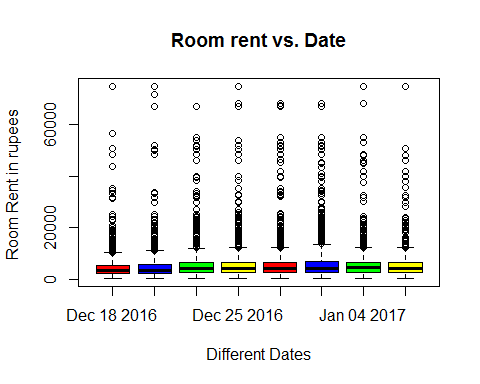 Room rent vs. Date
Room Rent in rupees
60000
20000
0
Dec 18 2016
Dec 25 2016
Jan 04 2017
Different Dates